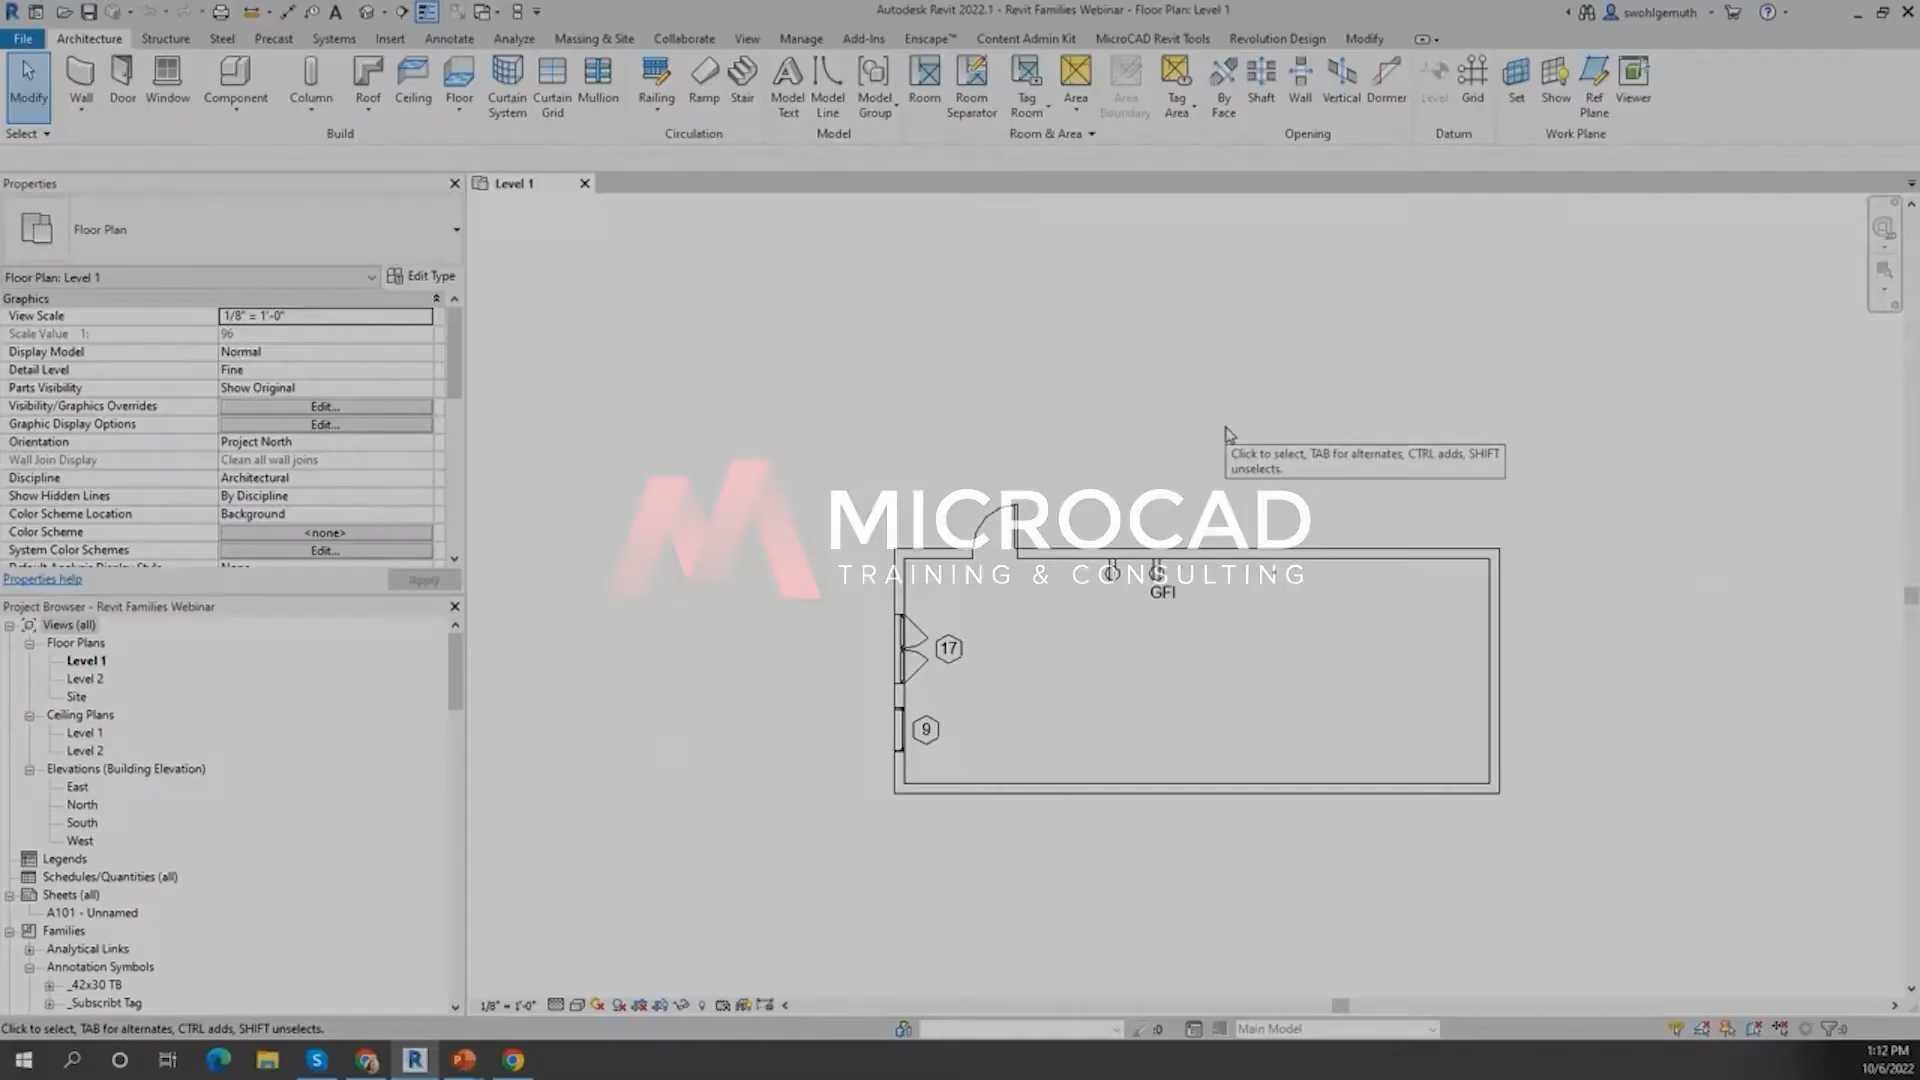 Autodesk Revit 2022.1 - Revit Families Webinar - Floor Plan: Level 1
swohlgemuth
File
Architecture
Structure
Steel
Precast
Systems
Insert
Annotate
Analyze
Massing & Site
Collaborate
View
Manage
Add-Ins
Enscape™
Content Admin Kit
MicroCAD Revit Tools
Revolution Design
Modify
Modify
Wall
Door
Window
Component
Column
Roof
Ceiling
Floor
Curtain System
Curtain Grid
Mullion
Railing
Ramp
Stair
Model Text
Model Line
Model Group
Room
Room Separator
Tag Room
Area
Area Boundary
Tag Area
By Face
Shaft
Wall
Vertical
Dormer
Level
Grid
Set
Show
Ref Plane
Viewer
Select
Build
Circulation
Model
Room & Area
Opening
Datum
Work Plane
Properties
Level 1
Floor Plan
Floor Plan: Level 1
Edit Type
Graphics
View Scale 1/8" = 1'-0"
Scale Value 1: 96
Display Model Normal
Detail Level Fine
Parts Visibility Show Original
Visibility/Graphics Overrides Edit...
Graphic Display Options Edit...
Orientation Project North
Wall Join Display Clean all wall joins
Discipline Architectural
Show Hidden Lines By Discipline
Color Scheme Location Background
Color Scheme <none>
System Color Schemes Edit...
Properties help
Apply
Project Browser - Revit Families Webinar
Views (all)
Floor Plans
Level 1
Level 2
Site
Ceiling Plans
Level 1
Level 2
Elevations (Building Elevation)
East
North
South
West
Legends
Schedules/Quantities (all)
Sheets (all)
A101 - Unnamed
Families
Analytical Links
Annotation Symbols
_42x30 TB
_Subscribt Tag
Click to select, TAB for alternates, CTRL adds, SHIFT
unselects.
MICROCAD
TRAINING & CONSULTING
GFI
17
9
1/8" = 1'-0"
Click to select, TAB for alternates, CTRL adds, SHIFT unselects.
:0
Main Model
:0
1:12 PM
10/6/2022